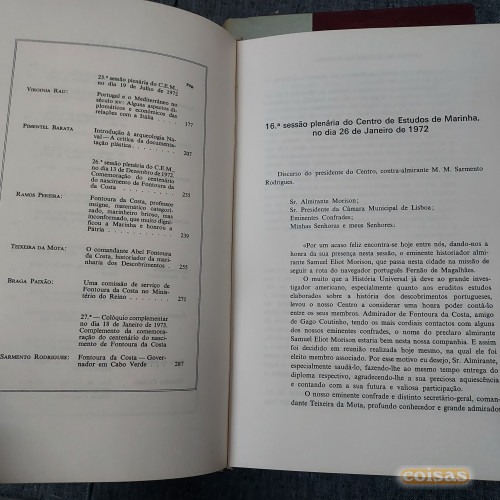 Pág.
25.ª sessão plenária do C.E.M.,
no dia 19 de Julho de 1972
VIRGINIA RAU: Portugal e o Mediterrâneo no
século XV: Alguns aspectos di-
plomáticos e económicos das
relações com a Itália . . . 177
PIMENTEL BARATA Introdução à arqueologia Na-
val — A crítica da documen-
tação plástica . . . 207
26.ª sessão plenária do C.E.M.,
no dia 13 de Dezembro de 1972.
Comemoração do centenário
do nascimento de Fontoura da
Costa . . . 235
RAMOS PEREIRA: Fontoura da Costa, professor
insigne, matemático categori-
zado, marinheiro brioso, mas
inconformado, que muito digni-
ficou a Marinha e honrou a
Pátria . . . 239
TEIXEIRA DA MOTA: O comandante Abel Fontoura
da Costa, historiador da mari-
nharia dos Descobrimentos . 255
BRAGA PAIXÃO: Uma comissão de serviço de
Fontoura da Costa no Minis-
tério do Reino . . . 271
27.ª — Colóquio complementar
no dia 18 de Janeiro de 1973.
Complemento da comemora-
ção do centenário do nascimen-
to de Fontoura da Costa
SARMENTO RODRIGUES: Fontoura da Costa — Gover-
nador em Cabo Verde . . 287
16.ª sessão plenária do Centro de Estudos de Marinha,
no dia 26 de Janeiro de 1972
Discurso do presidente do Centro, contra-almirante M. M. Sarmento
Rodrigues.
Sr. Almirante Morison;
Sr. Presidente da Câmara Municipal de Lisboa;
Eminentes Confrades;
Minhas Senhoras e meus Senhores:
«Por um acaso feliz encontra-se hoje entre nós, dando-nos a
honra da sua presença nesta sessão, o eminente historiador almi-
rante Samuel Eliot Morison, que passa nesta cidade na missão
de seguir a rota do navegador português Fernão de Magalhães.
O muito que a História Universal já deve ao grande inves-
tigador americano, especialmente quanto aos eruditos estudos
elaborados sobre a história dos descobrimentos portugueses,
levou o nosso Centro a considerar uma honra poder contá-lo
entre os seus membros. Admirador de Fontoura da Costa, amigo
de Gago Coutinho, tendo os mais cordiais contactos com alguns
dos nossos eminentes confrades, o nome do preclaro almirante
Samuel Eliot Morison estaria bem nesta companhia. E assim
foi decidido em reunião realizada hoje mesmo, na qual ele foi
eleito membro associado. Por esse motivo eu desejo, Sr. Almirante,
especialmente saudá-lo, fazendo-lhe ao mesmo tempo entrega do
diploma respectivo, agradecendo-lhe a sua preciosa aquiescência
e contando com a sua futura e valiosa participação.
O nosso eminente confrade e distinto secretário-geral, coman-
dante Teixeira da Mota, profundo conhecedor e grande admirador
coisas